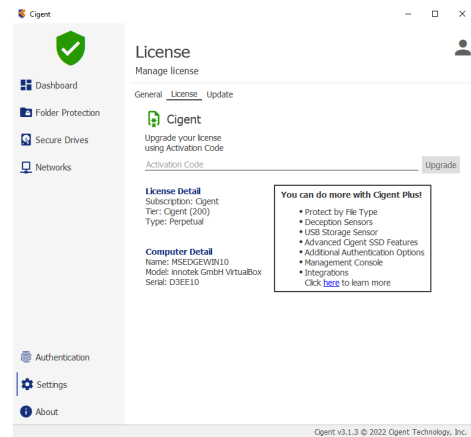 Cigent
Dashboard
Folder Protection
Secure Drives
Networks
Authentication
Settings
About
License
Manage license
General License Update
Cigent
Upgrade your license
using Activation Code
Activation Code
Upgrade
License Detail
Subscription: Cigent
Tier: Cigent (200)
Type: Perpetual
Computer Detail
Name: MSEDGEWIN10
Model: innotek GmbH VirtualBox
Serial: D3EE10
You can do more with Cigent Plus!
• Protect by File Type
• Deception Sensors
• USB Storage Sensor
• Advanced Cigent SSD Features
• Additional Authentication Options
• Management Console
• Integrations
Click here to learn more
Cigent v3.1.3 © 2022 Cigent Technology, Inc.